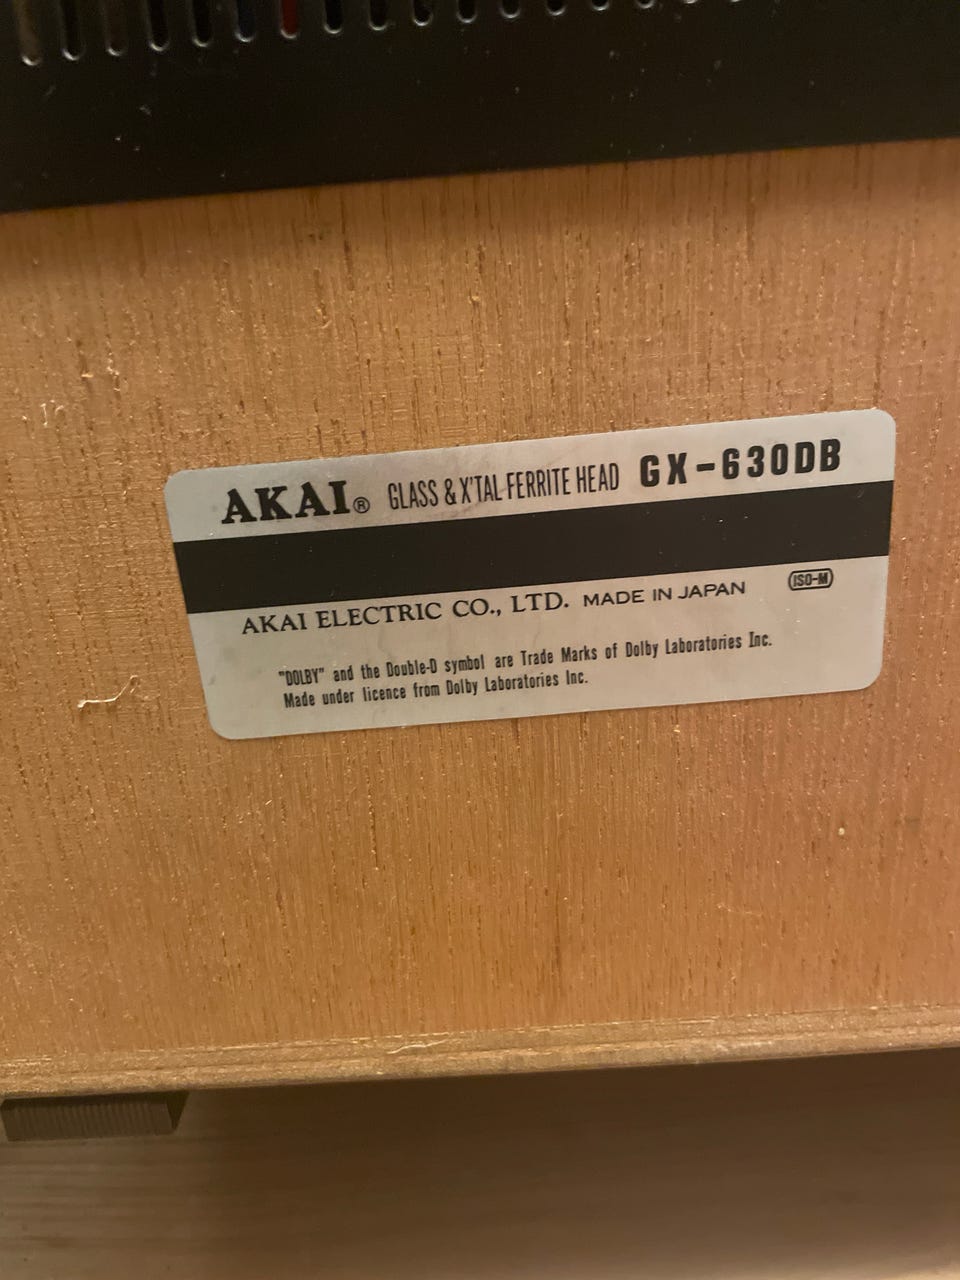 AKAI® GLASS & X'TAL-FERRITE HEAD GX-630DB
AKAI ELECTRIC CO., LTD. MADE IN JAPAN ISO-M
"DOLBY" and the Double-D symbol are Trade Marks of Dolby Laboratories Inc.
Made under licence from Dolby Laboratories Inc.